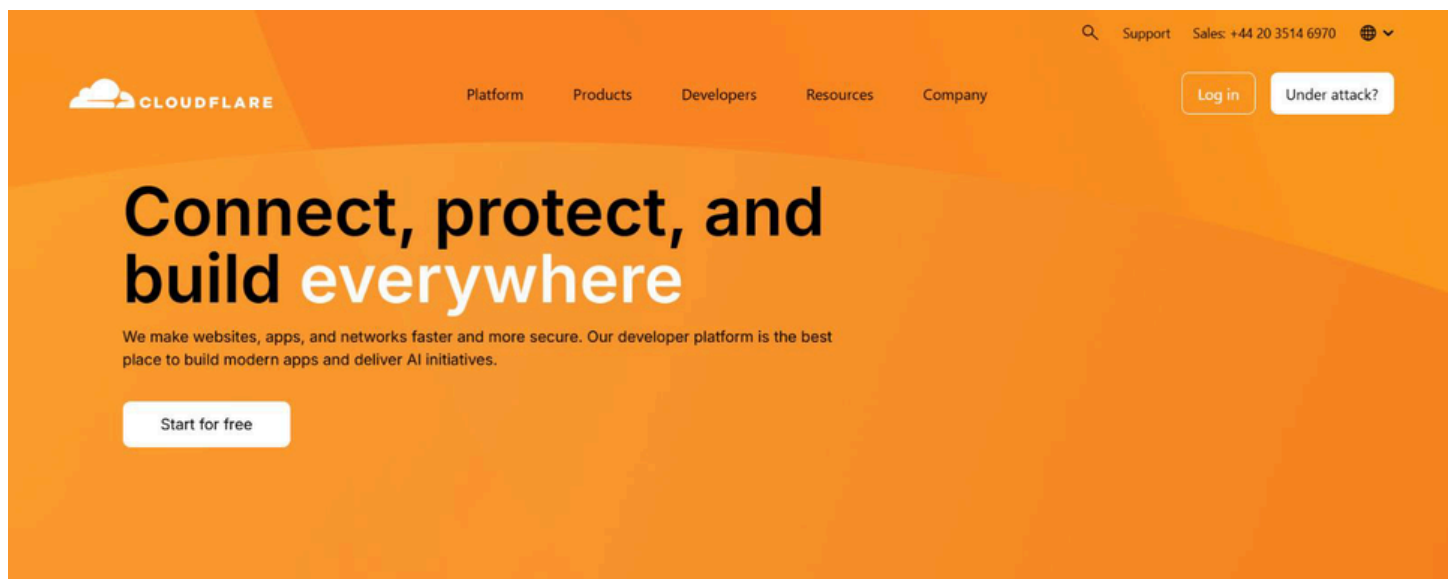 Support Sales: +44 20 3514 6970
CLOUDFLARE Platform Products Developers Resources Company Log in Under attack?
Connect, protect, and
build everywhere
We make websites, apps, and networks faster and more secure. Our developer platform is the best
place to build modern apps and deliver AI initiatives.
Start for free